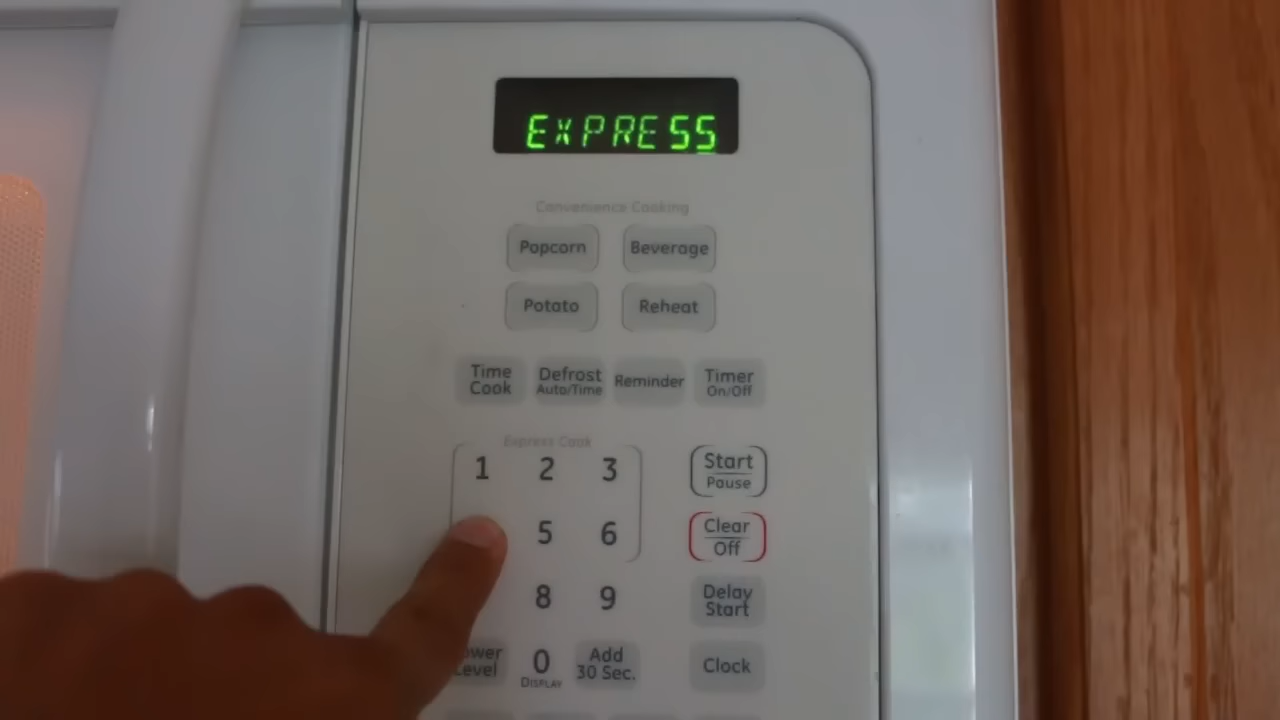 EXPRESS
Convenience Cooking
Popcorn Beverage
Potato Reheat
Time Cook
Defrost Auto/Time
Reminder
Timer On/Off
Express Cook
1 2 3
Start Pause
5 6
Clear Off
8 9
Delay Start
Level
0 DISPLAY
Add 30 Sec.
Clock